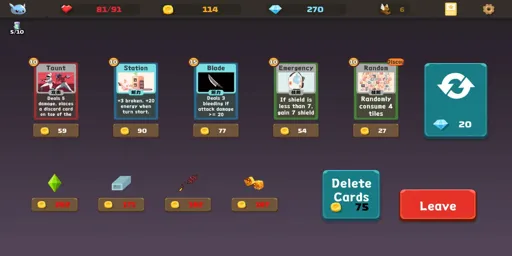 81/91
114
270
6
5/10
Taunt
Deals 6
damage, places
a discard card
on top of the
59
Station
+3 broken, +20
energy when
turn start.
90
Blade
Deals 3
bleeding if
attack damage
>= 20
77
Emergency
If shield is
less than 7,
gain 7 shield
54
Random
Randomly
consume 4
tiles
27
20
Delete
Cards
75
Leave